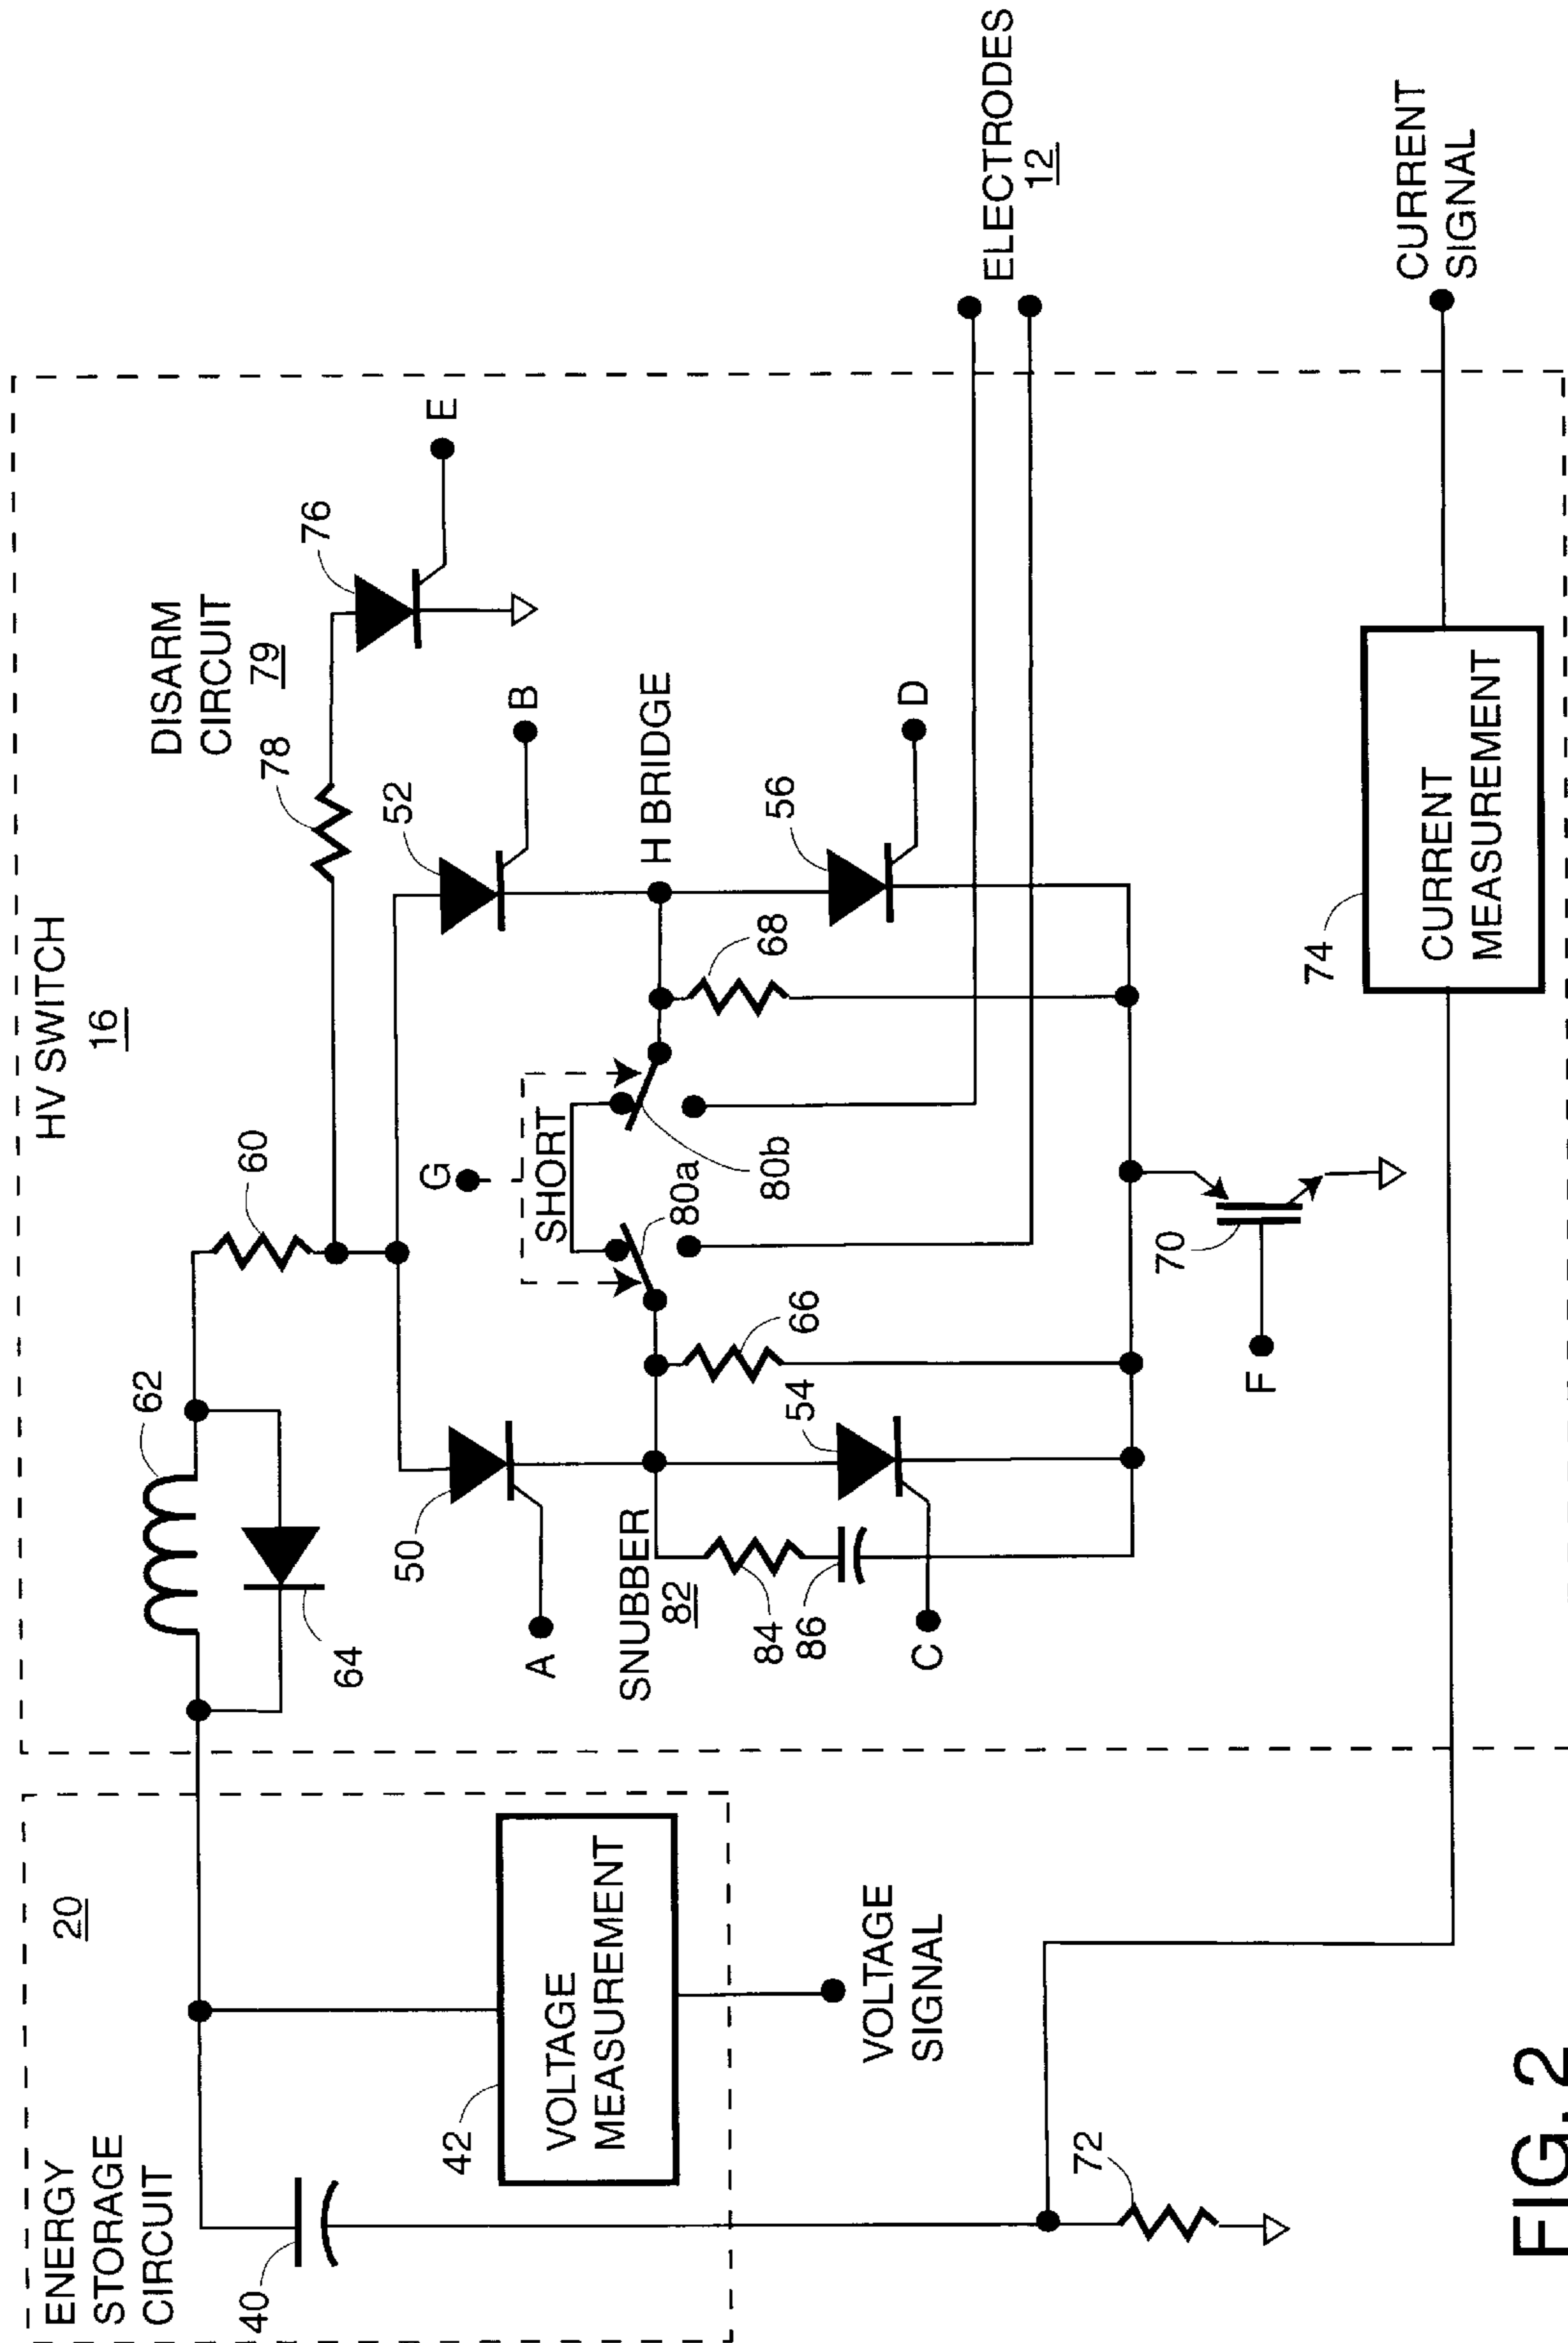 ENERGY
STORAGE
CIRCUIT
20
40
42
VOLTAGE
MEASUREMENT
VOLTAGE
SIGNAL
72
HV SWITCH
16
62
64
60
78
DISARM
CIRCUIT
79
76
E
50
A
52
B
G
SHORT
80a
80b
H BRIDGE
SNUBBER
82
84
86
C
54
66
68
56
D
70
F
ELECTRODES
12
74
CURRENT
MEASUREMENT
CURRENT
SIGNAL
FIG. 2